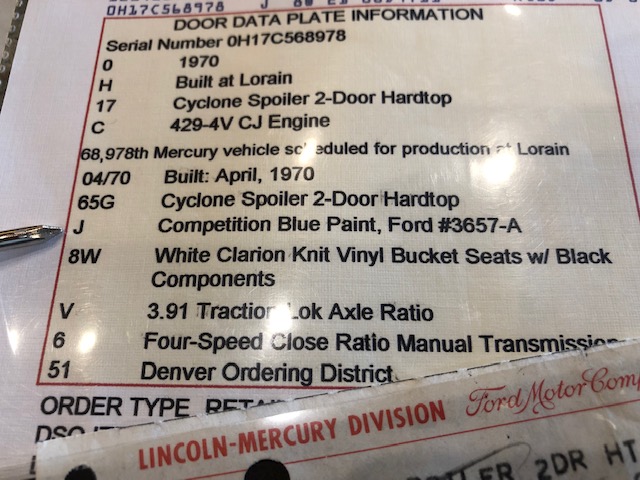 0H17C568978 J
DOOR DATA PLATE INFORMATION
Serial Number 0H17C568978
0 1970
H Built at Lorain
17 Cyclone Spoiler 2-Door Hardtop
C 429-4V CJ Engine
68,978th Mercury vehicle scheduled for production at Lorain
04/70 Built: April, 1970
65G Cyclone Spoiler 2-Door Hardtop
J Competition Blue Paint, Ford #3657-A
8W White Clarion Knit Vinyl Bucket Seats w/ Black
Components
V 3.91 Traction Lok Axle Ratio
6 Four-Speed Close Ratio Manual Transmission
51 Denver Ordering District
ORDER TYPE
LINCOLN-MERCURY DIVISION Ford Motor Com
2DR HT